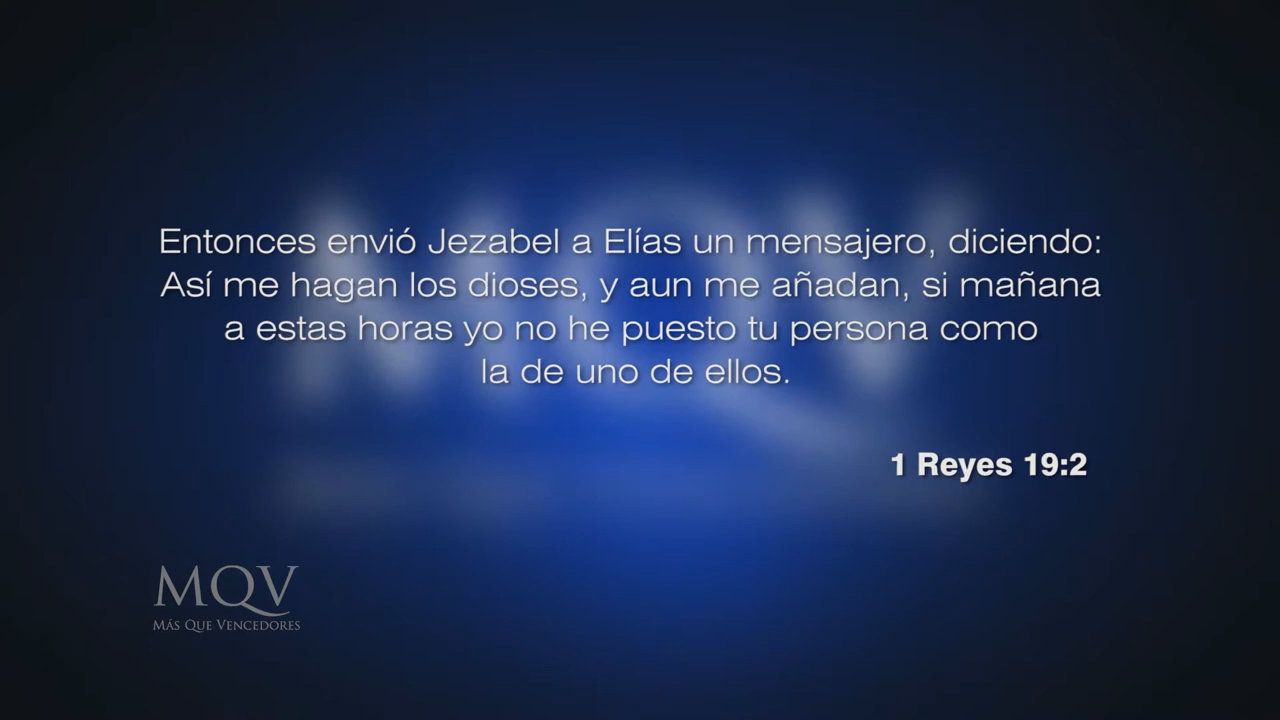 Entonces envió Jezabel a Elías un mensajero, diciendo:
Así me hagan los dioses, y aun me añadan, si mañana
a estas horas yo no he puesto tu persona como
la de uno de ellos.
1 Reyes 19:2
MQV
MÁS QUE VENCEDORES